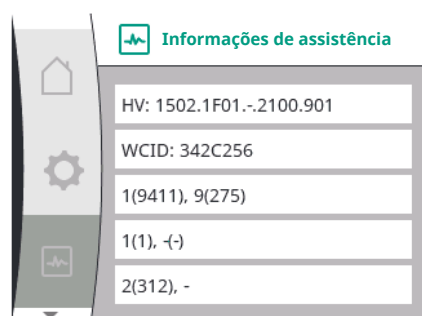 Informações de assistência
HV: 1502.1F01.-.2100.901
WCID: 342C256
1(9411), 9(275)
1(1), -(-)
2(312), -